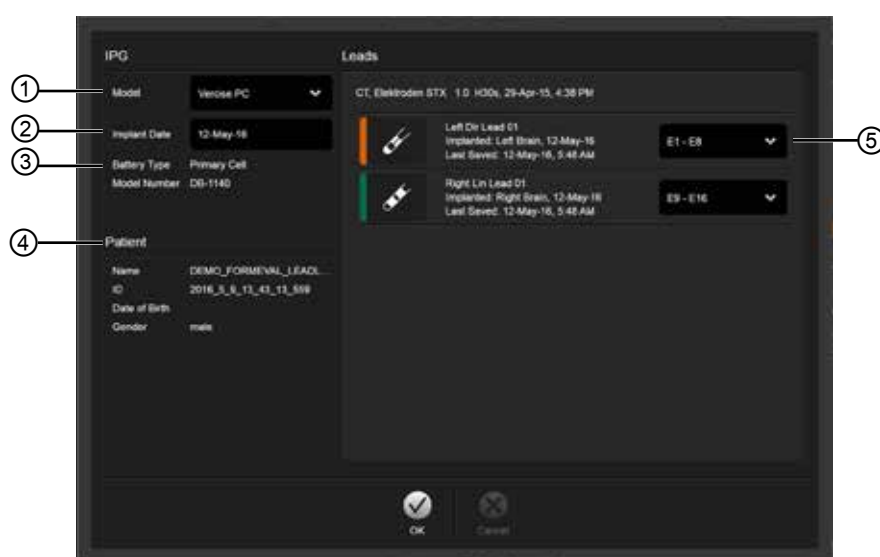 IPG
Model Vercise PC
Implant Date 12-May-16
Battery Type Primary Cell
Model Number DB-1140
Patient
Name DEMO_FORMEVAL_LEADL...
ID 2016_5_9_13_43_13_559
Date of Birth
Gender male
Leads
CT, Elektroden STX 1.0 H30s, 29-Apr-15, 4:38 PM
Left Dir Lead 01
Implanted: Left Brain, 12-May-16
Last Saved: 12-May-16, 5:48 AM
E1 - E8
Right Lin Lead 01
Implanted: Right Brain, 12-May-16
Last Saved: 12-May-16, 5:48 AM
E9 - E16
OK
Cancel
1
2
3
4
5